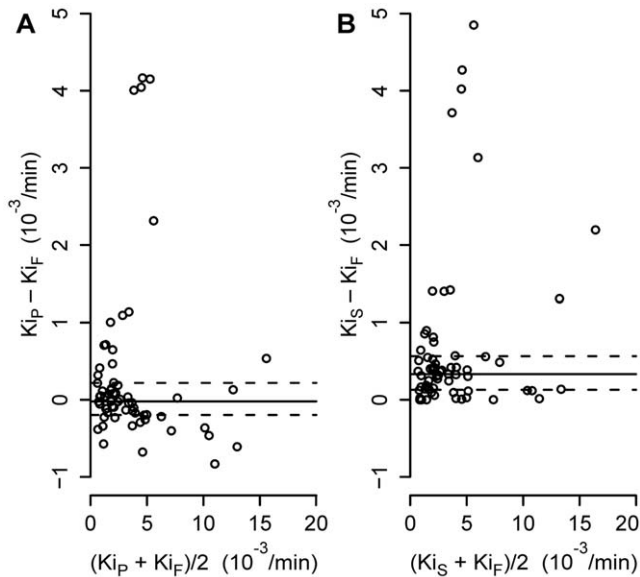 A
5
4
3
2
1
0
−1
Ki_P − Ki_F (10^-3/min)
0 5 10 15 20
(Ki_P + Ki_F)/2 (10^-3/min)
B
5
4
3
2
1
0
−1
Ki_S − Ki_F (10^-3/min)
0 5 10 15 20
(Ki_S + Ki_F)/2 (10^-3/min)